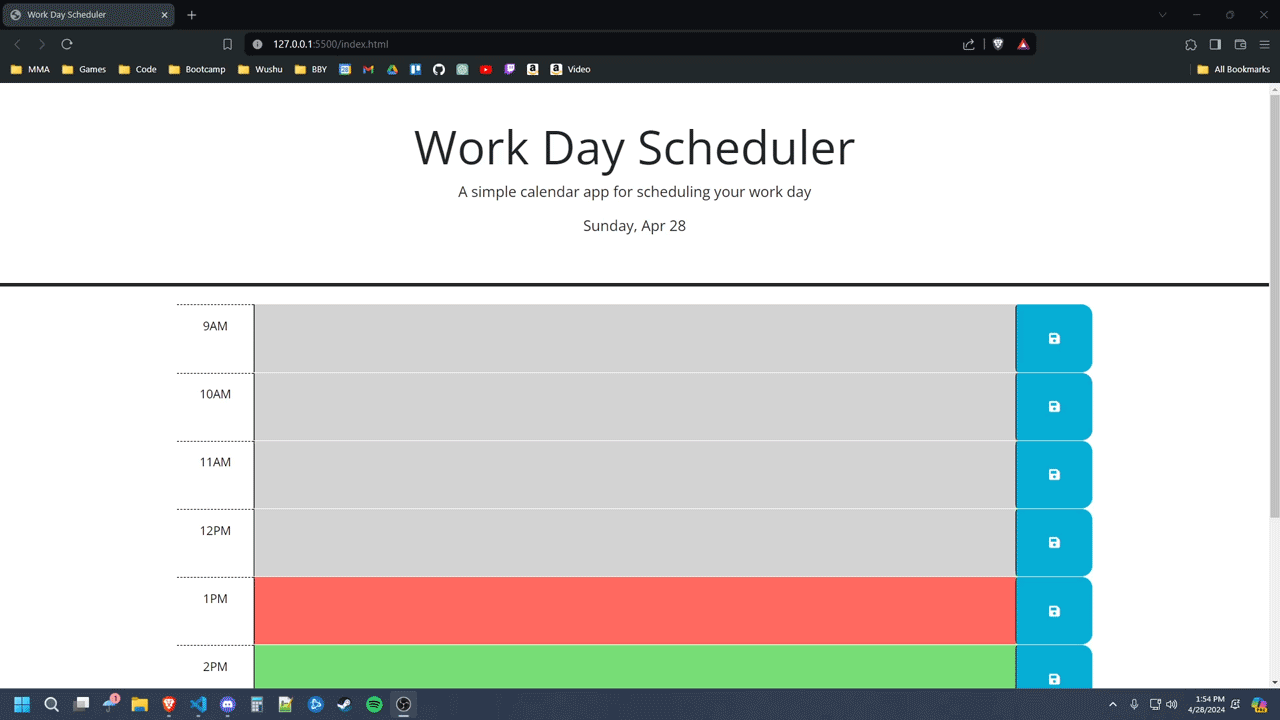 Work Day Scheduler
127.0.0.1:5500/index.html
MMA Games Code Bootcamp Wushu BBY Video All Bookmarks
Work Day Scheduler
A simple calendar app for scheduling your work day
Sunday, Apr 28
9AM
10AM
11AM
12PM
1PM
2PM
1:54 PM
4/28/2024